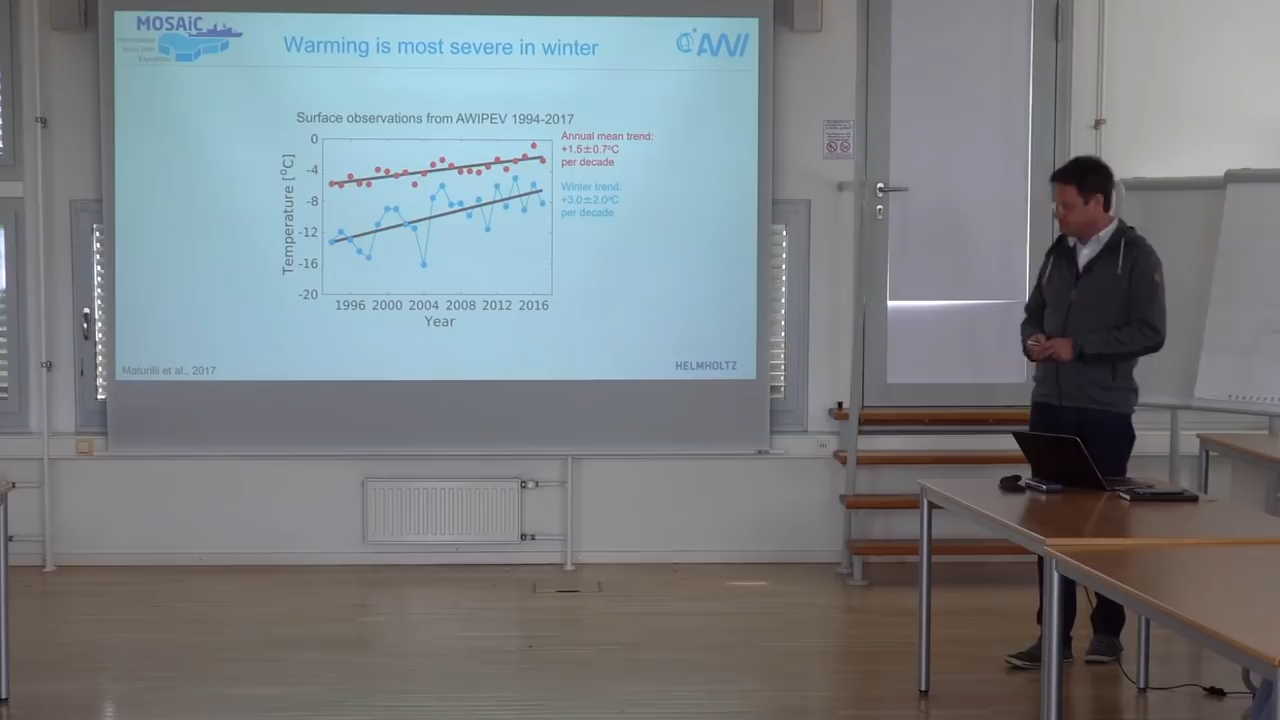 MOSAiC
Warming is most severe in winter
AWI
Surface observations from AWIPEV 1994-2017
Annual mean trend:
+1.5±0.7°C
per decade
Winter trend:
+3.0±2.0°C
per decade
Temperature [°C]
0
-4
-8
-12
-16
-20
1996 2000 2004 2008 2012 2016
Year
Maturilli et al., 2017
HELMHOLTZ